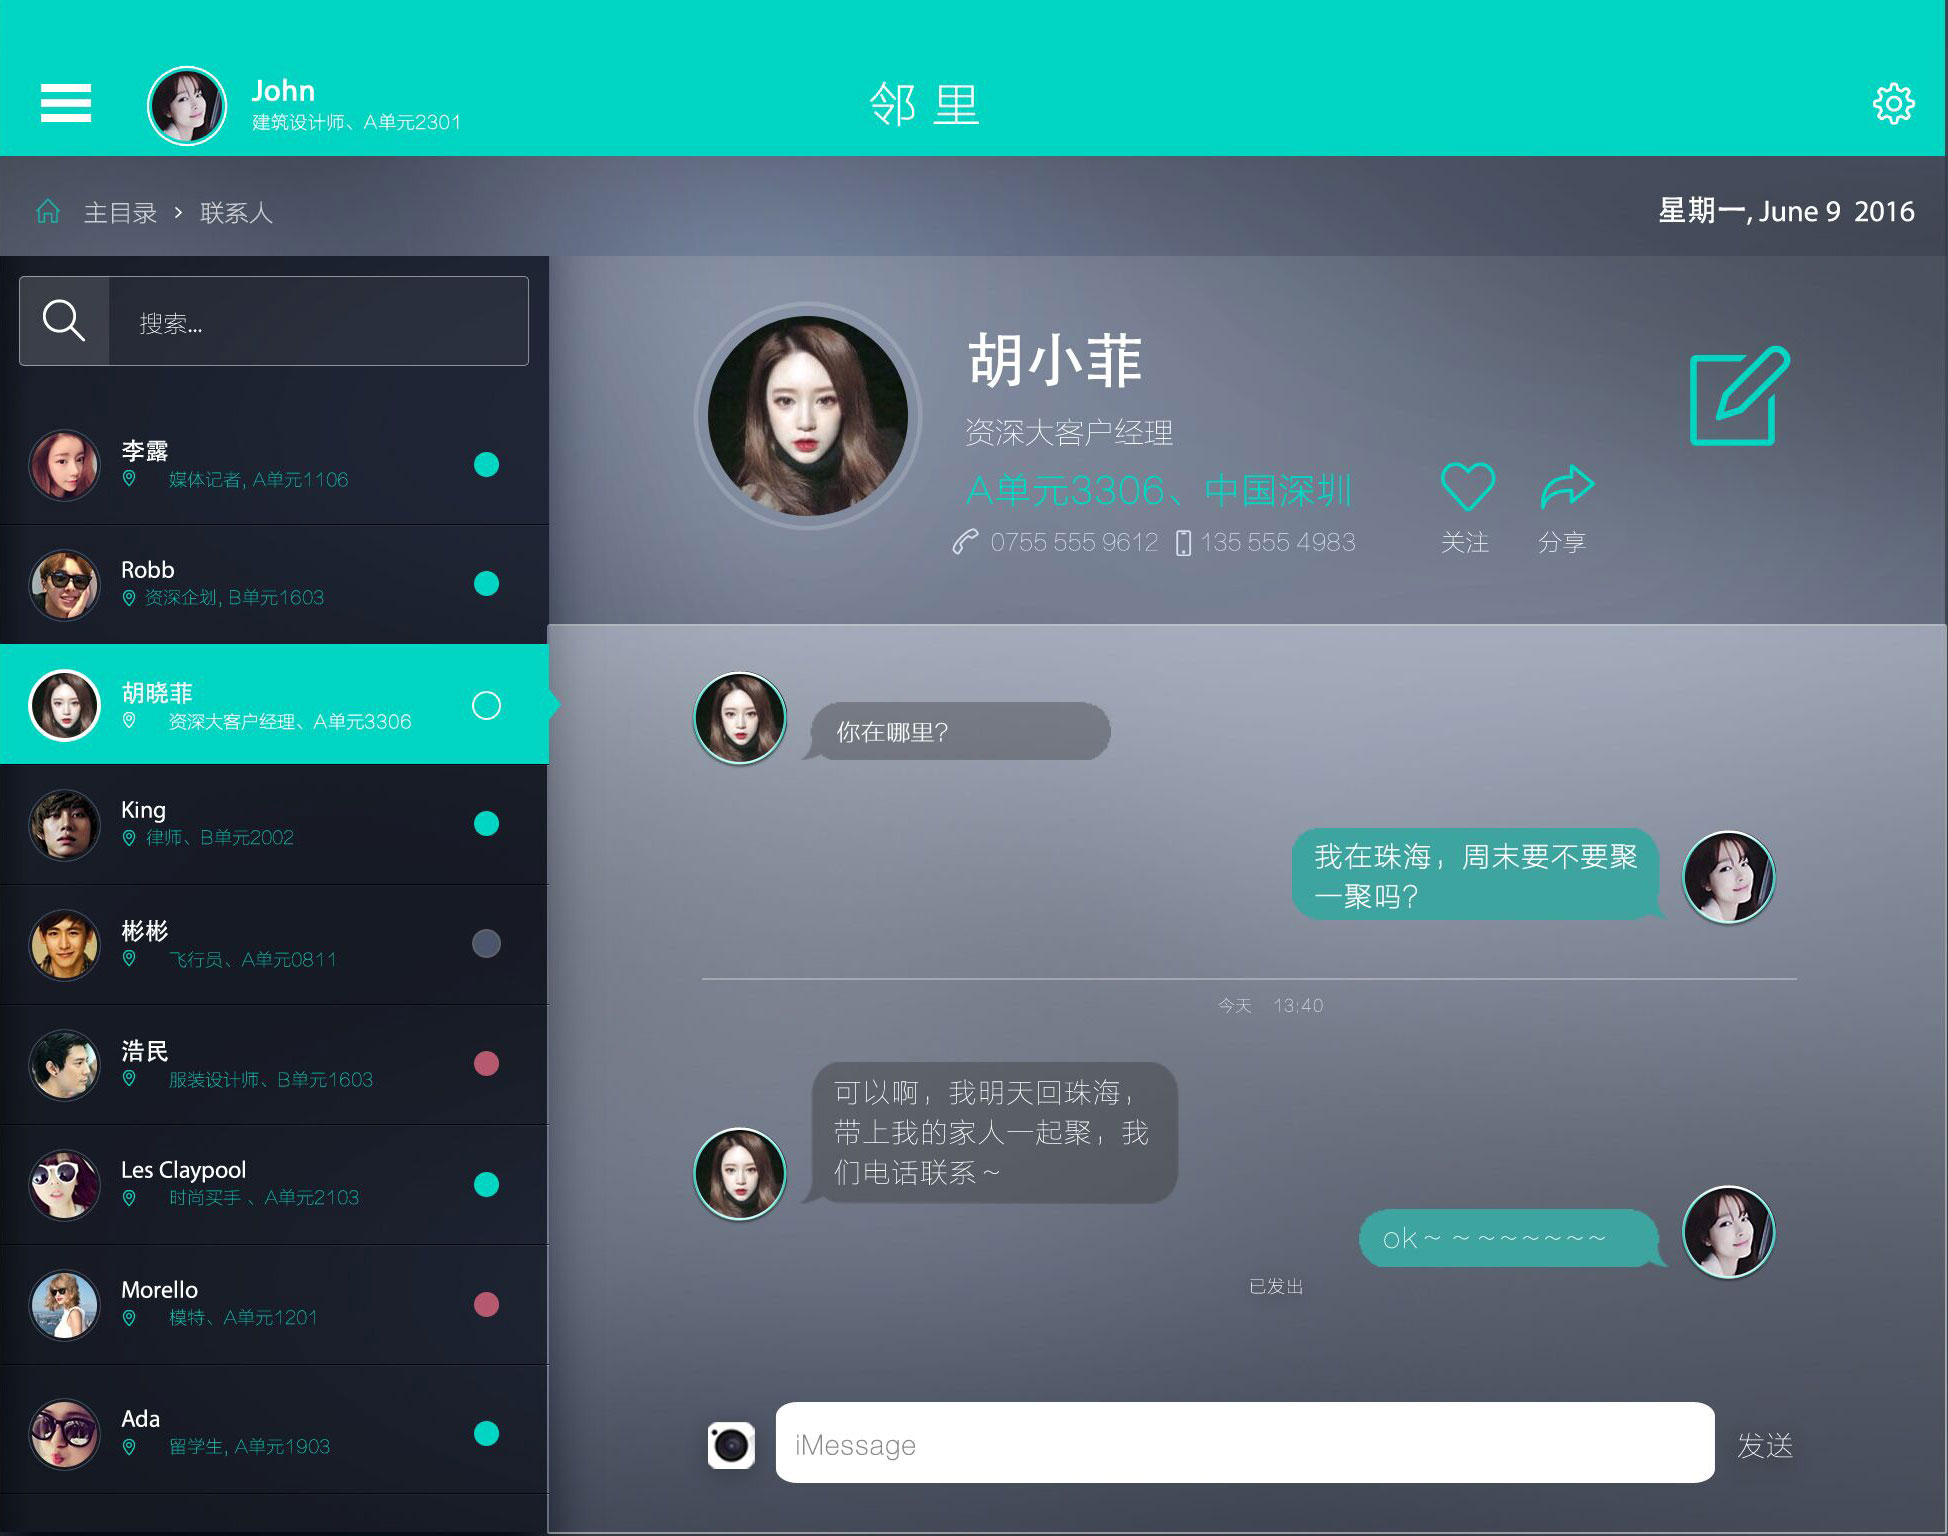 John
建筑设计师、A单元2301
邻里
主目录 > 联系人
星期一, June 9 2016
搜索...
李露
媒体记者, A单元1106
Robb
资深企划, B单元1603
胡晓菲
资深大客户经理、A单元3306
King
律师、B单元2002
彬彬
飞行员、A单元0811
浩民
服装设计师、B单元1603
Les Claypool
时尚买手 、A单元2103
Morello
模特、A单元1201
Ada
留学生, A单元1903
胡小菲
资深大客户经理
A单元3306、中国深圳
0755 555 9612 135 555 4983
关注 分享
你在哪里?
我在珠海，周末要不要聚
一聚吗?
今天 13:40
可以啊，我明天回珠海，
带上我的家人一起聚，我
们电话联系～
ok～～～～～～～～
已发出
iMessage
发送